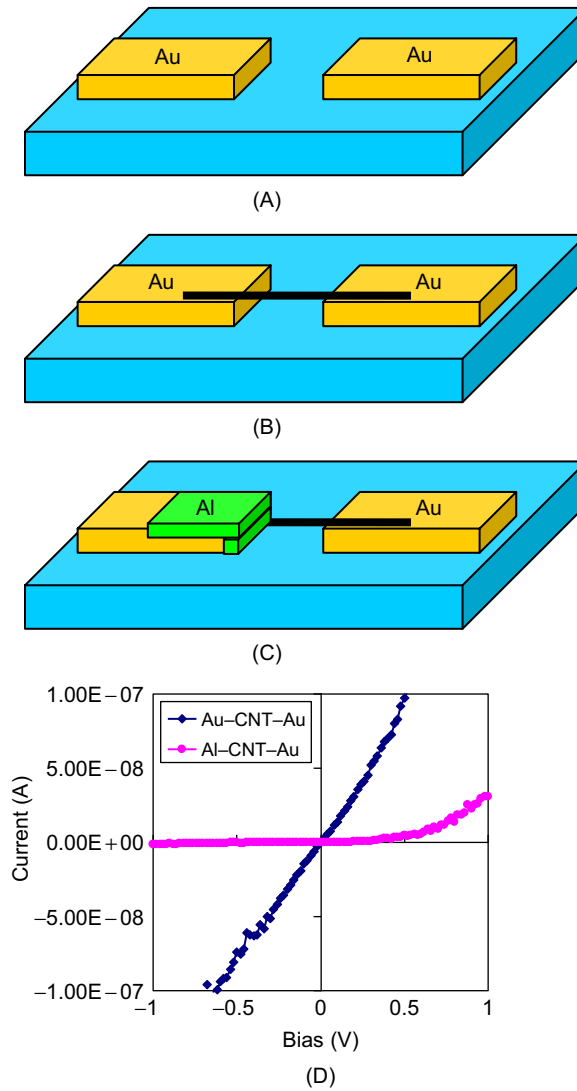 Au Au
(A)
Au Au
(B)
Al Au
(C)
1.00E−07
Au–CNT–Au
Al–CNT–Au
5.00E−08
0.00E+00
−5.00E−08
−1.00E−07
Current (A)
−1 −0.5 0 0.5 1
Bias (V)
(D)